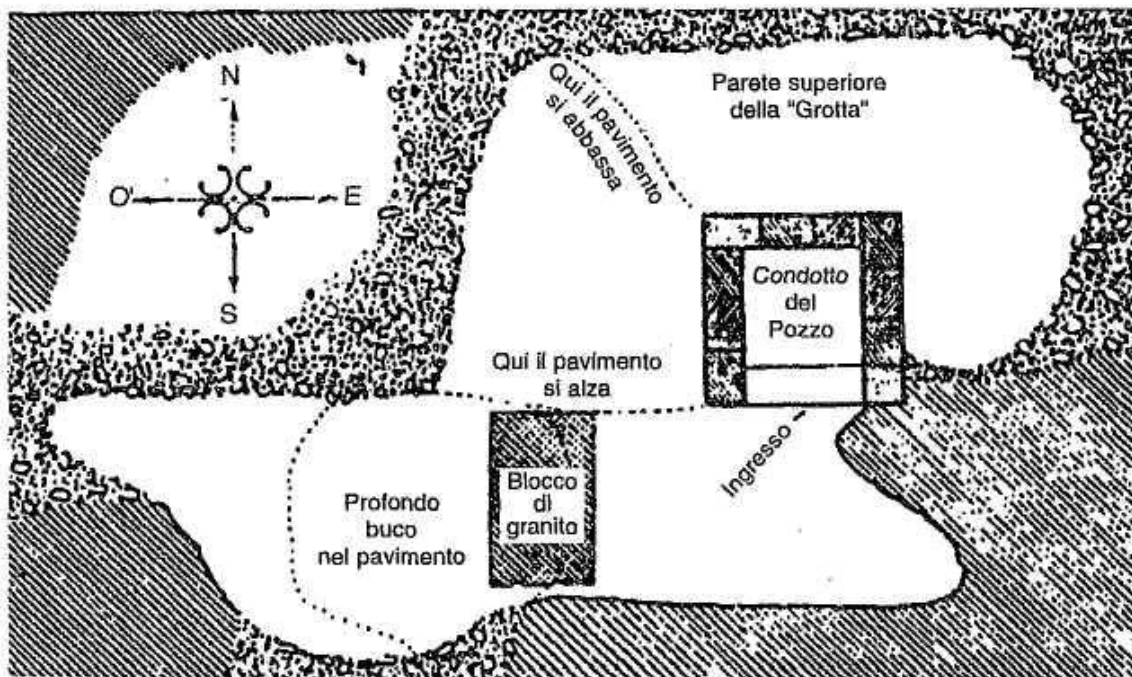 N
O
E
S
Qui il pavimento
si abbassa
Parete superiore
della "Grotta"
Condotto
del
Pozzo
Qui il pavimento
si alza
Ingresso
Blocco
di
granito
Profondo
buco
nel pavimento